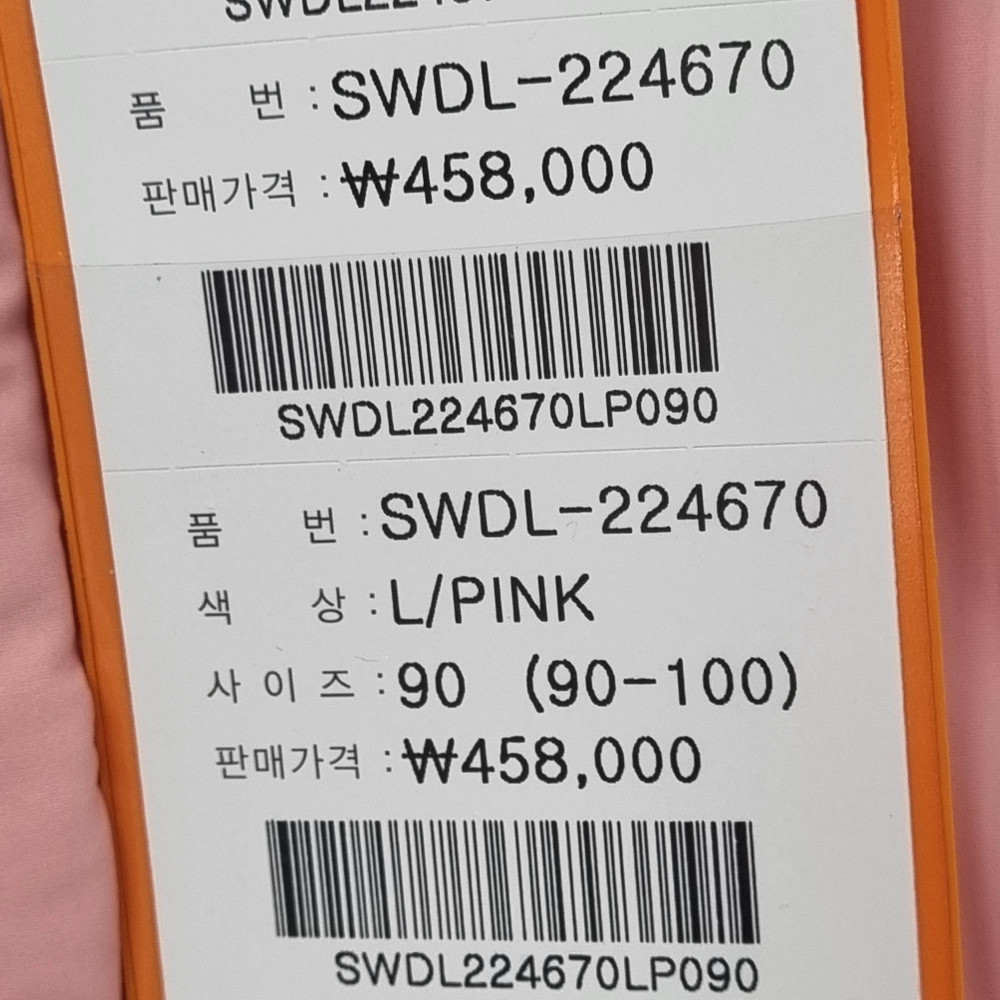 품 번 : SWDL-224670
판매가격 : ₩458,000
SWDL224670LP090
품 번 : SWDL-224670
색 상 : L/PINK
사 이 즈 : 90 (90-100)
판매가격 : ₩458,000
SWDL224670LP090